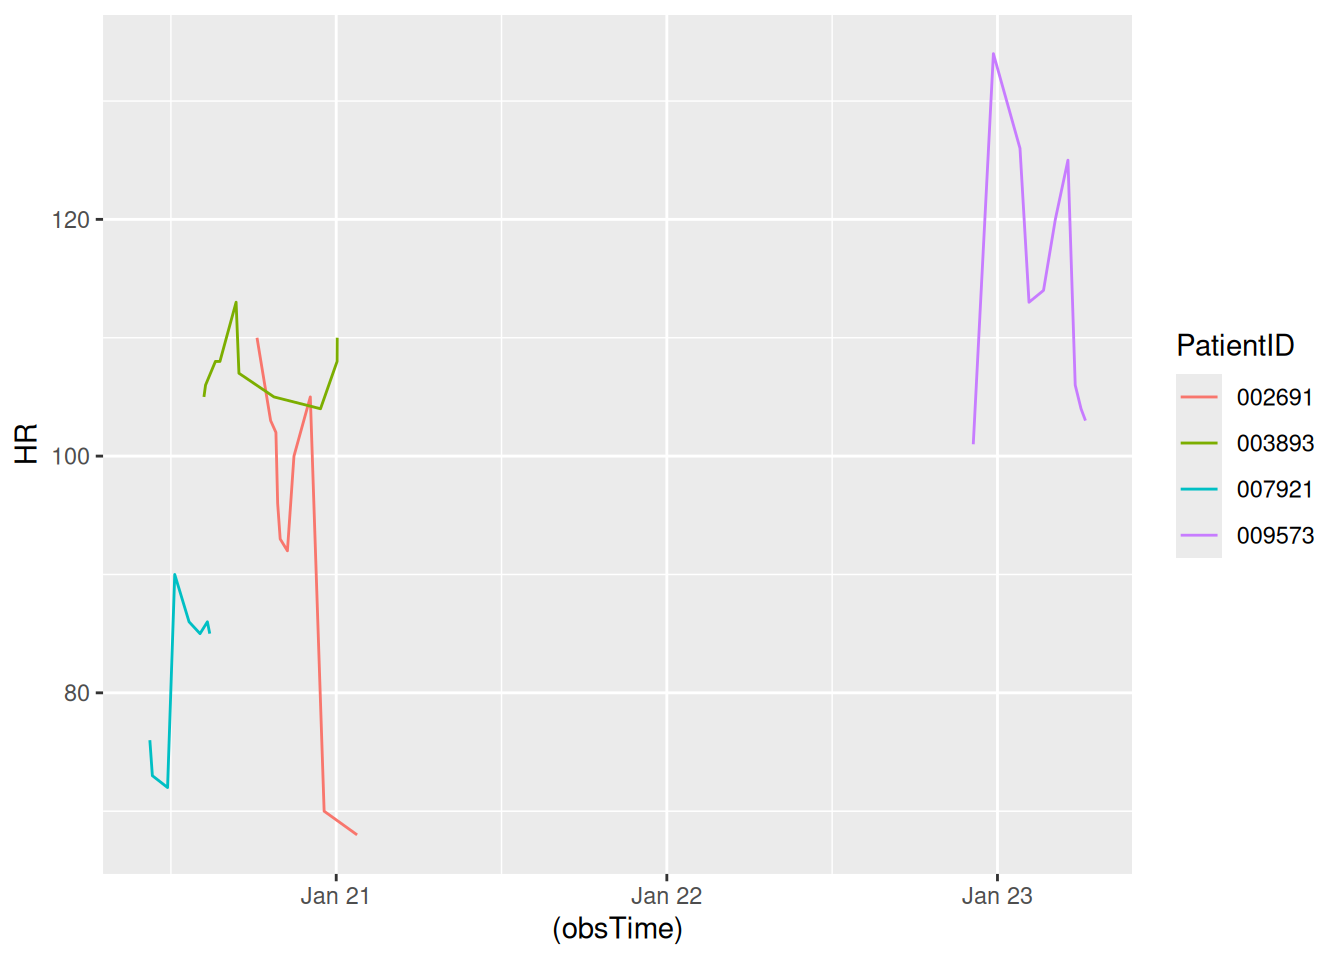 120
100
80
HR
Jan 21
Jan 22
Jan 23
(obsTime)
PatientID
002691
003893
007921
009573